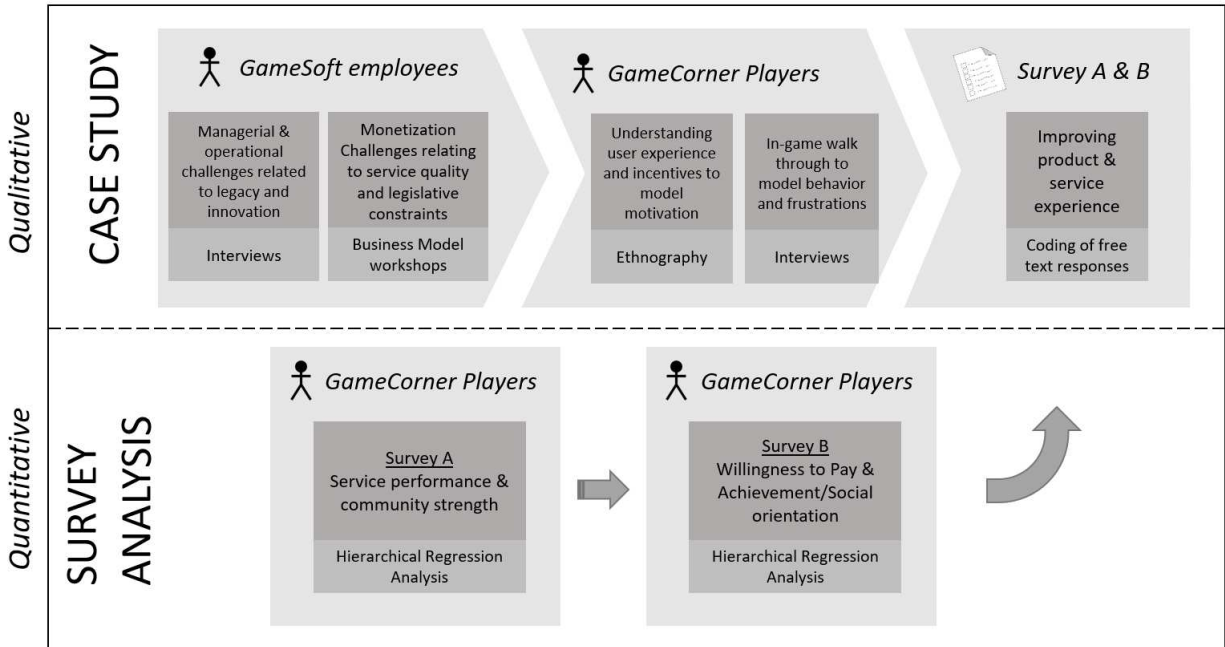 Qualitative
CASE STUDY
GameSoft employees
Managerial &
operational
challenges related
to legacy and
innovation
Interviews
Monetization
Challenges relating
to service quality
and legislative
constraints
Business Model
workshops
GameCorner Players
Understanding
user experience
and incentives to
model
motivation
Ethnography
In-game walk
through to
model behavior
and frustrations
Interviews
Survey A & B
Improving
product &
service
experience
Coding of free
text responses
Quantitative
SURVEY
ANALYSIS
GameCorner Players
Survey A
Service performance &
community strength
Hierarchical Regression
Analysis
GameCorner Players
Survey B
Willingness to Pay &
Achievement/Social
orientation
Hierarchical Regression
Analysis